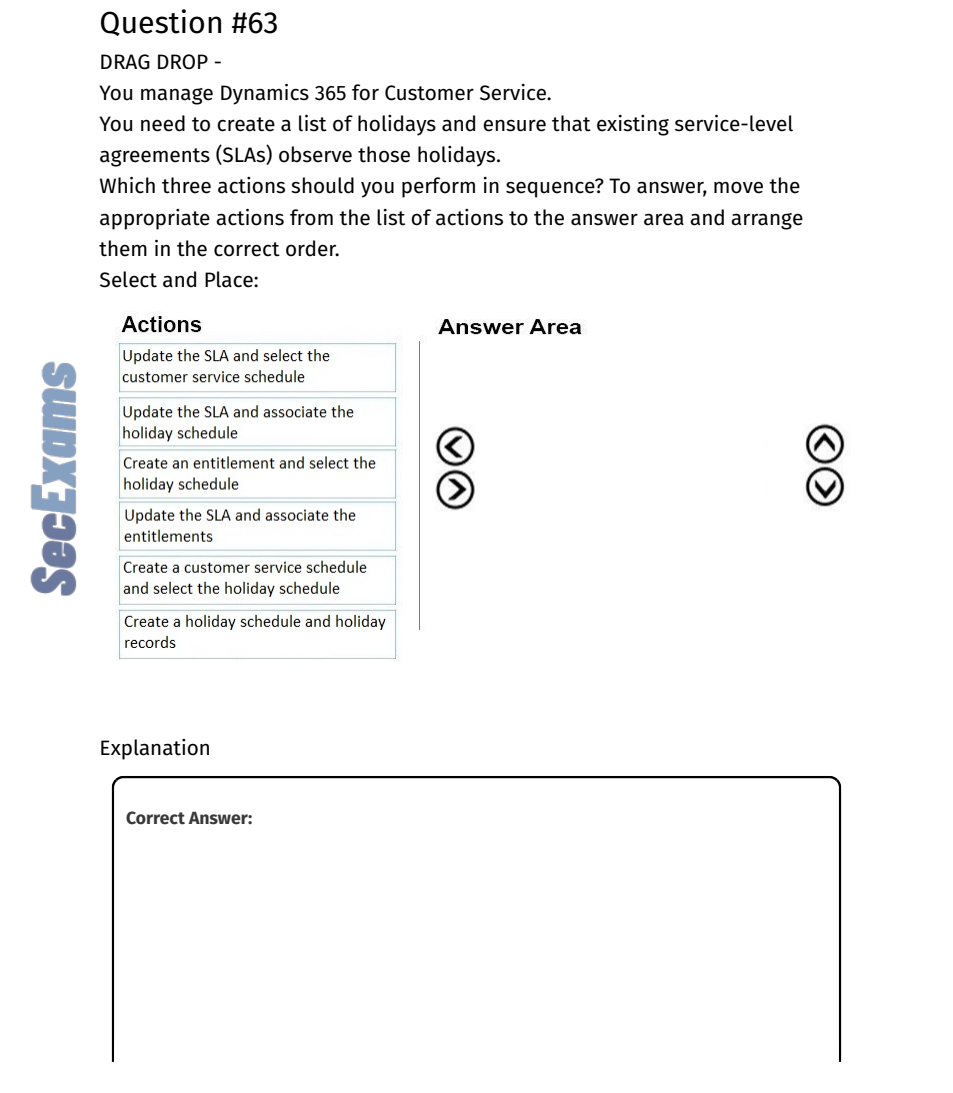 Question #63
DRAG DROP -
You manage Dynamics 365 for Customer Service.
You need to create a list of holidays and ensure that existing service-level
agreements (SLAs) observe those holidays.
Which three actions should you perform in sequence? To answer, move the
appropriate actions from the list of actions to the answer area and arrange
them in the correct order.
Select and Place:
Actions
Update the SLA and select the
customer service schedule
Update the SLA and associate the
holiday schedule
Create an entitlement and select the
holiday schedule
Update the SLA and associate the
entitlements
Create a customer service schedule
and select the holiday schedule
Create a holiday schedule and holiday
records
Answer Area
SecExams
Explanation
Correct Answer: